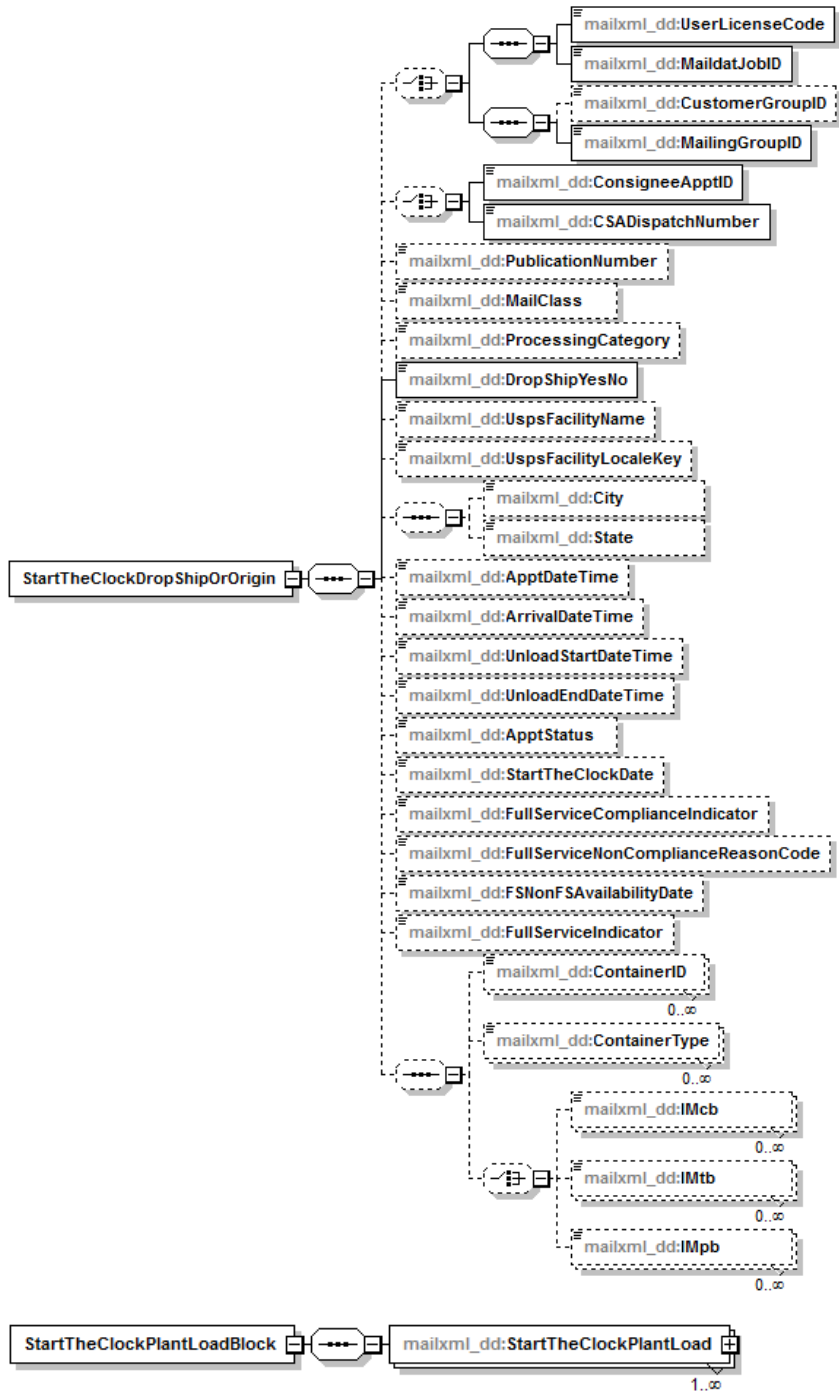 mailxml_dd:UserLicenseCode
mailxml_dd:MaildatJobID
mailxml_dd:CustomerGroupID
mailxml_dd:MailingGroupID
mailxml_dd:ConsigneeApptID
mailxml_dd:CSADispatchNumber
mailxml_dd:PublicationNumber
mailxml_dd:MailClass
mailxml_dd:ProcessingCategory
mailxml_dd:DropShipYesNo
mailxml_dd:UspsFacilityName
mailxml_dd:UspsFacilityLocaleKey
mailxml_dd:City
mailxml_dd:State
StartTheClockDropShipOrOrigin
mailxml_dd:ApptDateTime
mailxml_dd:ArrivalDateTime
mailxml_dd:UnloadStartDateTime
mailxml_dd:UnloadEndDateTime
mailxml_dd:ApptStatus
mailxml_dd:StartTheClockDate
mailxml_dd:FullServiceComplianceIndicator
mailxml_dd:FullServiceNonComplianceReasonCode
mailxml_dd:FSNonFSAvailabilityDate
mailxml_dd:FullServiceIndicator
mailxml_dd:ContainerID
0..∞
mailxml_dd:ContainerType
0..∞
mailxml_dd:IMcb
0..∞
mailxml_dd:IMtb
0..∞
mailxml_dd:IMpb
0..∞
StartTheClockPlantLoadBlock
mailxml_dd:StartTheClockPlantLoad
1..∞